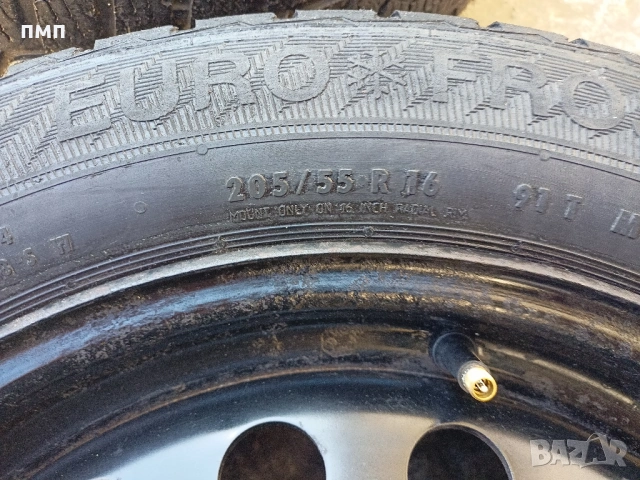 ПМП
EURO FRO
205/55 R 16
91 T M
MOUNT ONLY ON 16 INCH RADIAL RIM
BAZAR